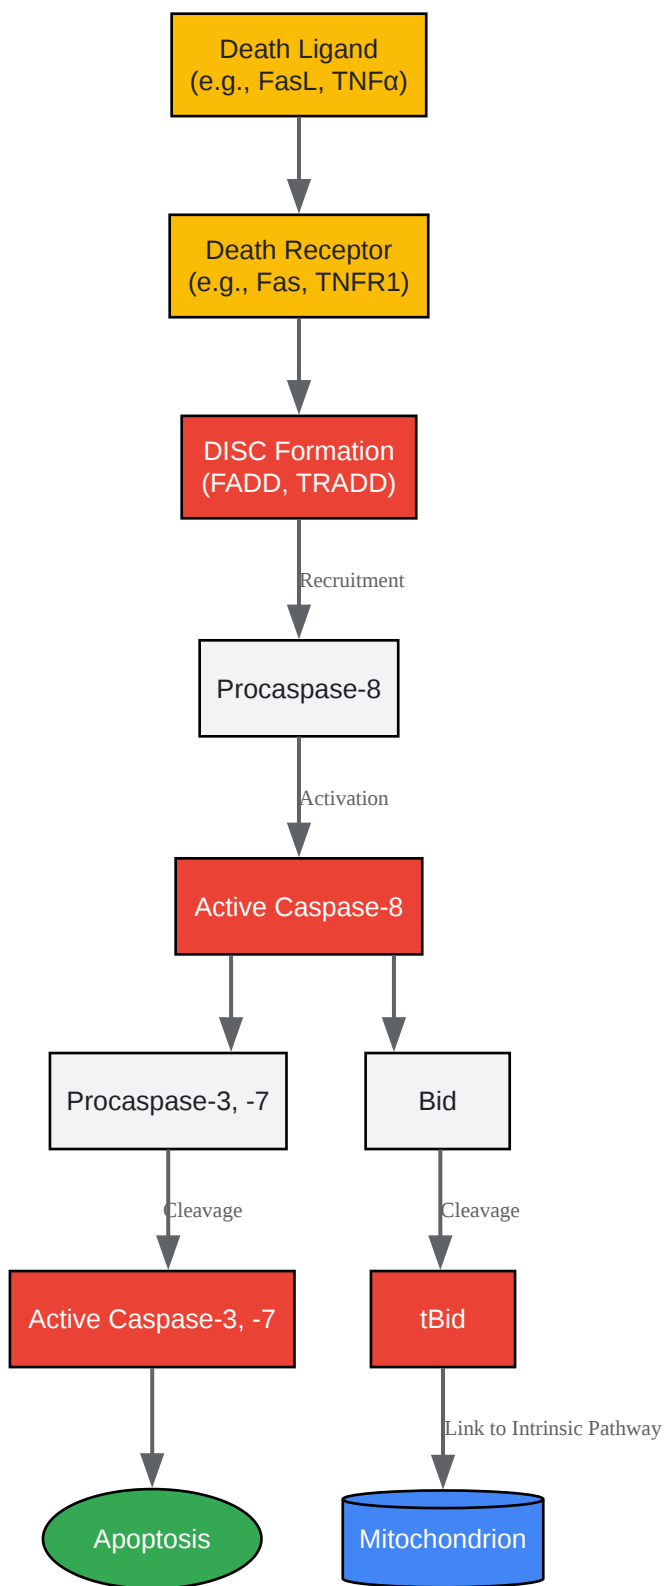 Death Ligand
(e.g., FasL, TNFα)
Death Receptor
(e.g., Fas, TNFR1)
DISC Formation
(FADD, TRADD)
Recruitment
Procaspase-8
Activation
Active Caspase-8
Procaspase-3, -7
Bid
Cleavage
Cleavage
Active Caspase-3, -7
tBid
Link to Intrinsic Pathway
Apoptosis
Mitochondrion